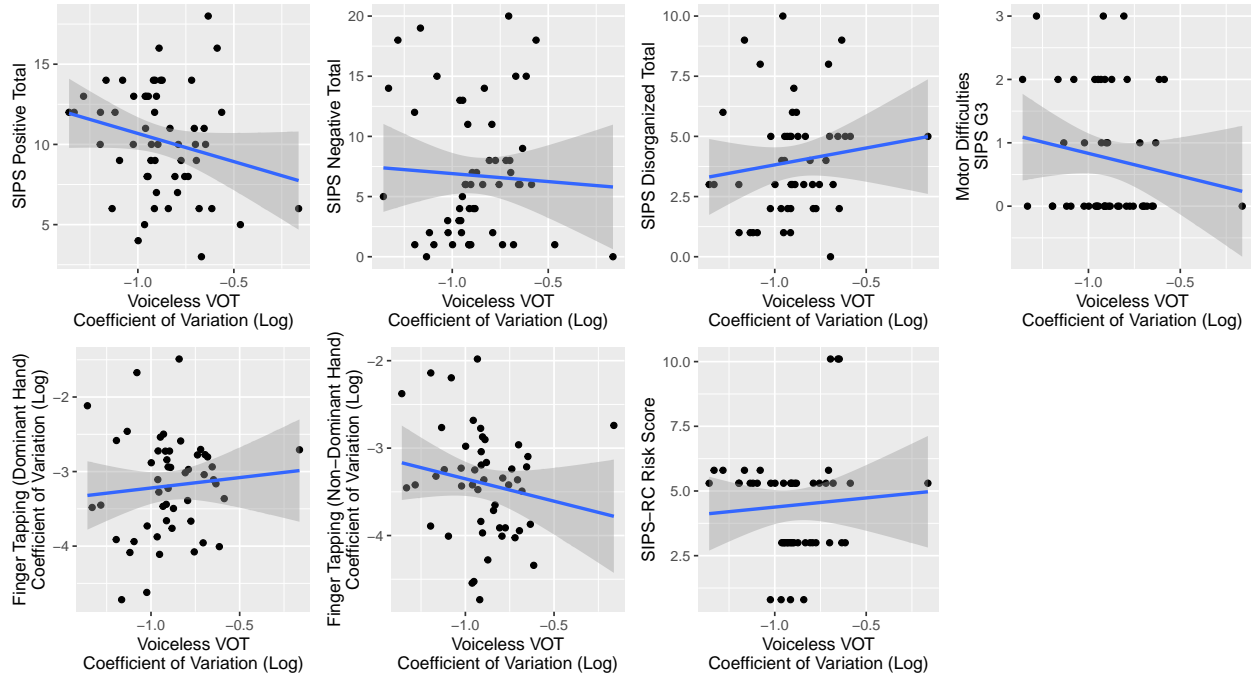 SIPS Positive Total
15
10
5
−1.0
−0.5
Voiceless VOT
Coefficient of Variation (Log)
SIPS Negative Total
20
15
10
5
0
−1.0
−0.5
Voiceless VOT
Coefficient of Variation (Log)
SIPS Disorganized Total
10.0
7.5
5.0
2.5
0.0
−1.0
−0.5
Voiceless VOT
Coefficient of Variation (Log)
Motor Difficulties
SIPS G3
3
2
1
0
−1.0
−0.5
Voiceless VOT
Coefficient of Variation (Log)
Finger Tapping (Dominant Hand)
Coefficient of Variation (Log)
−2
−3
−4
−1.0
−0.5
Voiceless VOT
Coefficient of Variation (Log)
Finger Tapping (Non−Dominant Hand)
Coefficient of Variation (Log)
−2
−3
−4
−1.0
−0.5
Voiceless VOT
Coefficient of Variation (Log)
SIPS−RC Risk Score
10.0
7.5
5.0
2.5
−1.0
−0.5
Voiceless VOT
Coefficient of Variation (Log)